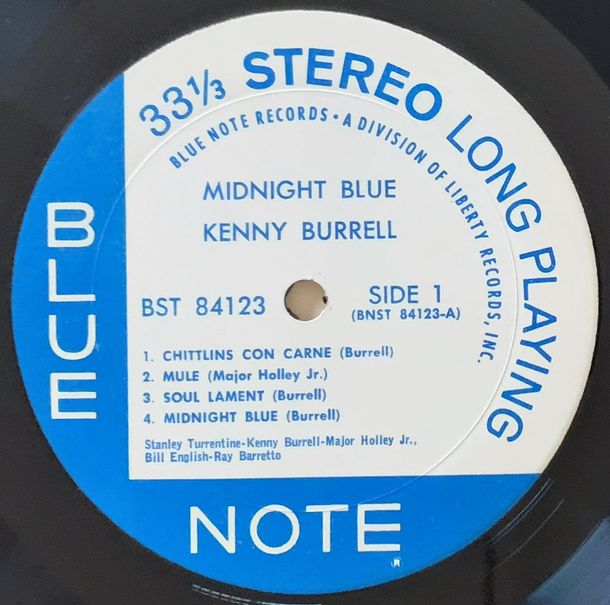 33⅓ STEREO LONG PLAYING
BLUE NOTE RECORDS • A DIVISION OF LIBERTY RECORDS, INC.
MIDNIGHT BLUE
KENNY BURRELL
BST 84123
SIDE 1
(BNST 84123-A)
1. CHITTLINS CON CARNE (Burrell)
2. MULE (Major Holley Jr.)
3. SOUL LAMENT (Burrell)
4. MIDNIGHT BLUE (Burrell)
Stanley Turrentine-Kenny Burrell-Major Holley Jr.,
Bill English-Ray Barretto
BLUE
NOTE
®